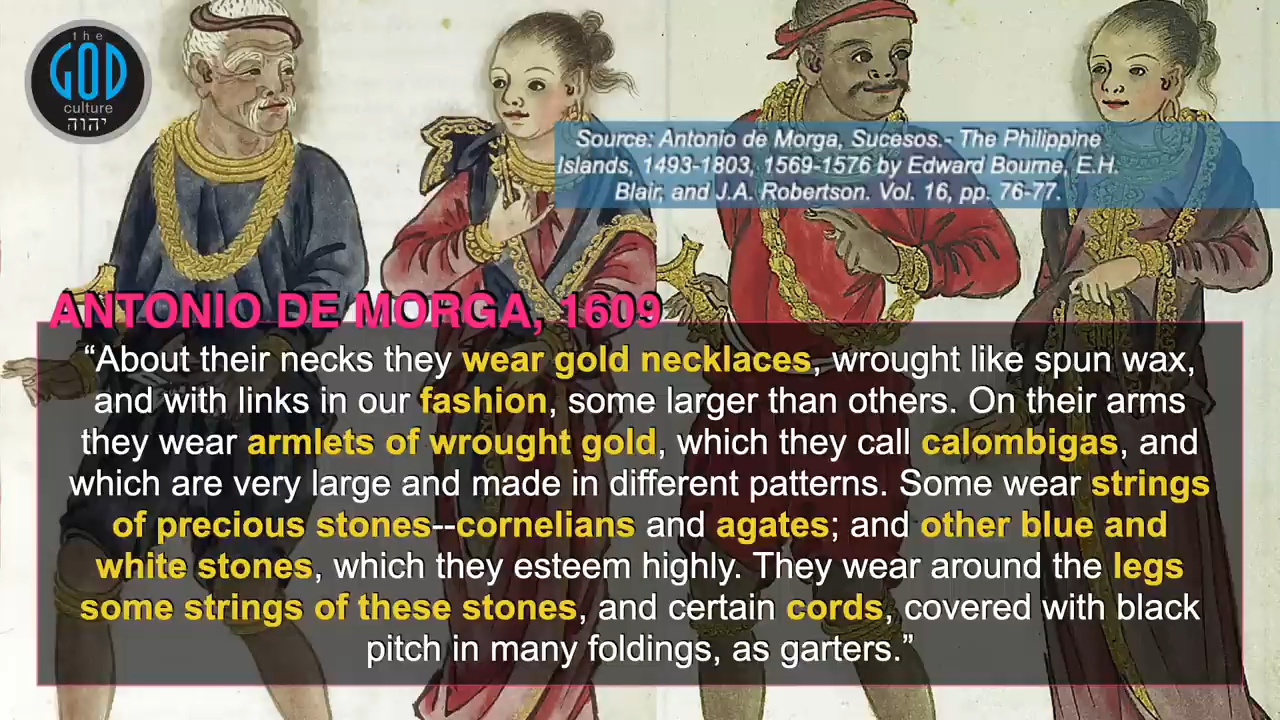 the
GOD
culture
יהוה
Source: Antonio de Morga, Sucesos.- The Philippine
Islands, 1493-1803, 1569-1576 by Edward Bourne, E.H.
Blair, and J.A. Robertson. Vol. 16, pp. 76-77.
ANTONIO DE MORGA, 1609
“About their necks they wear gold necklaces, wrought like spun wax,
and with links in our fashion, some larger than others. On their arms
they wear armlets of wrought gold, which they call calombigas, and
which are very large and made in different patterns. Some wear strings
of precious stones--cornelians and agates; and other blue and
white stones, which they esteem highly. They wear around the legs
some strings of these stones, and certain cords, covered with black
pitch in many foldings, as garters.”